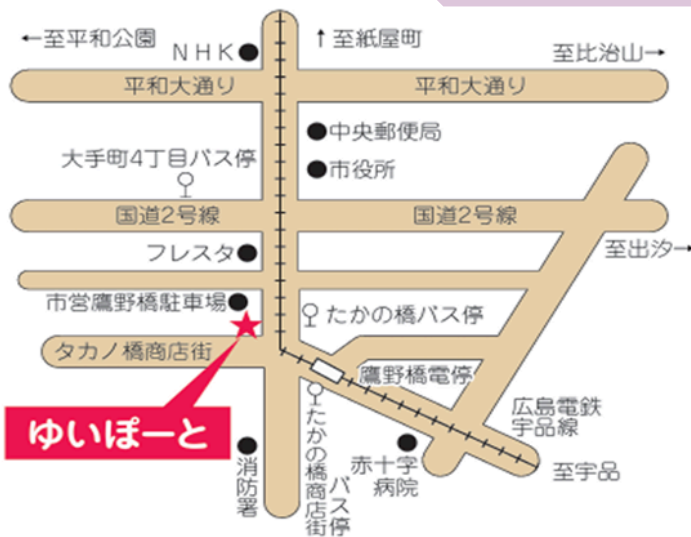 ←至平和公園
NHK
↑至紙屋町
至比治山→
平和大通り
平和大通り
中央郵便局
大手町4丁目バス停
市役所
国道2号線
国道2号線
フレスタ
至出汐→
市営鷹野橋駐車場
たかの橋バス停
タカノ橋商店街
鷹野橋電停
ゆいぽーと
広島電鉄
宇品線
消防署
たかの橋商店街
バス停
赤十字
病院
至宇品